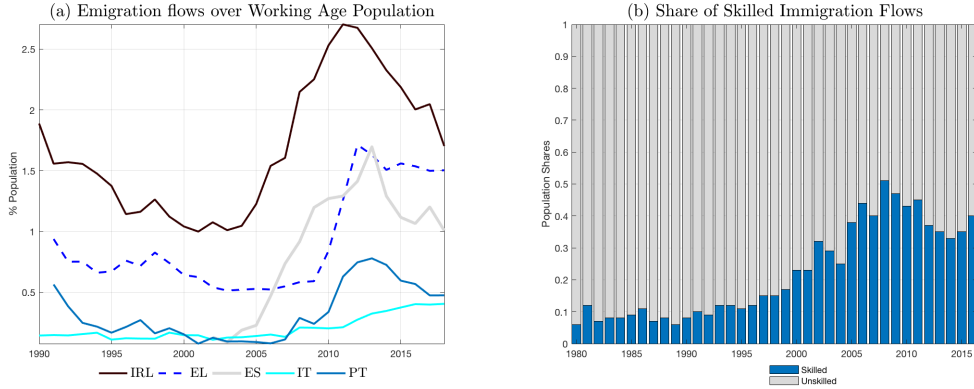 (a) Emigration flows over Working Age Population
% Population
2.5
2
1.5
1
0.5
1990 1995 2000 2005 2010 2015
IRL EL ES IT PT
(b) Share of Skilled Immigration Flows
Population Shares
1
0.9
0.8
0.7
0.6
0.5
0.4
0.3
0.2
0.1
0
1980 1985 1990 1995 2000 2005 2010 2015
Skilled
Unskilled